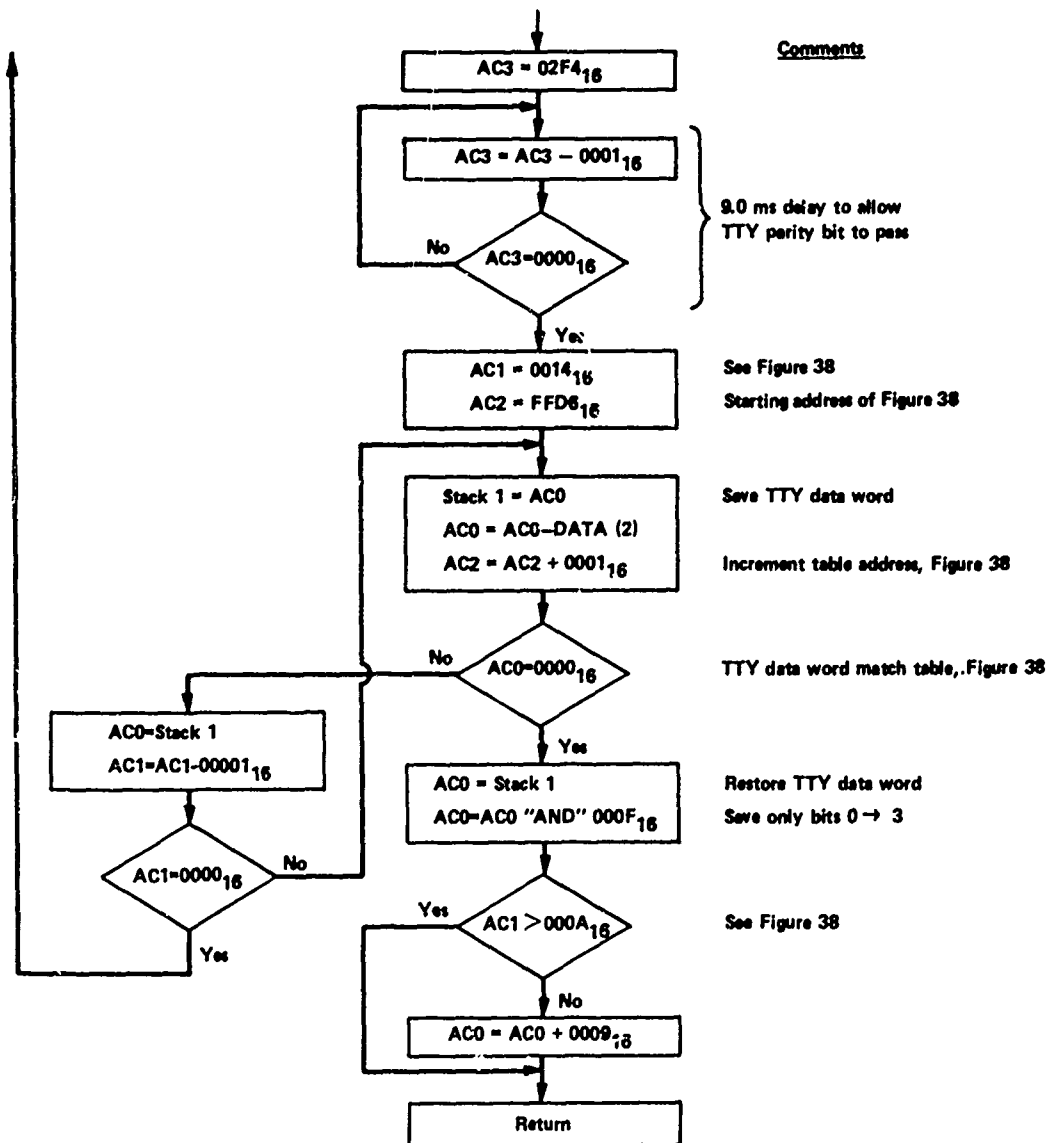 Comments
AC3 = 02F4₁₆
AC3 = AC3 – 0001₁₆
9.0 ms delay to allow
TTY parity bit to pass
No
AC3=0000₁₆
Yes
AC1 = 0014₁₆
See Figure 38
AC2 = FFD6₁₆
Starting address of Figure 38
Stack 1 = AC0
Save TTY data word
AC0 = AC0–DATA (2)
AC2 = AC2 + 0001₁₆
Increment table address, Figure 38
No
AC0=0000₁₆
TTY data word match table,.Figure 38
Yes
AC0=Stack 1
AC1=AC1-00001₁₆
AC0 = Stack 1
Restore TTY data word
AC0=AC0 "AND" 000F₁₆
Save only bits 0 → 3
AC1=0000₁₆
No
Yes
Yes
AC1 > 000A₁₆
See Figure 38
No
AC0 = AC0 + 0009₁₆
Return